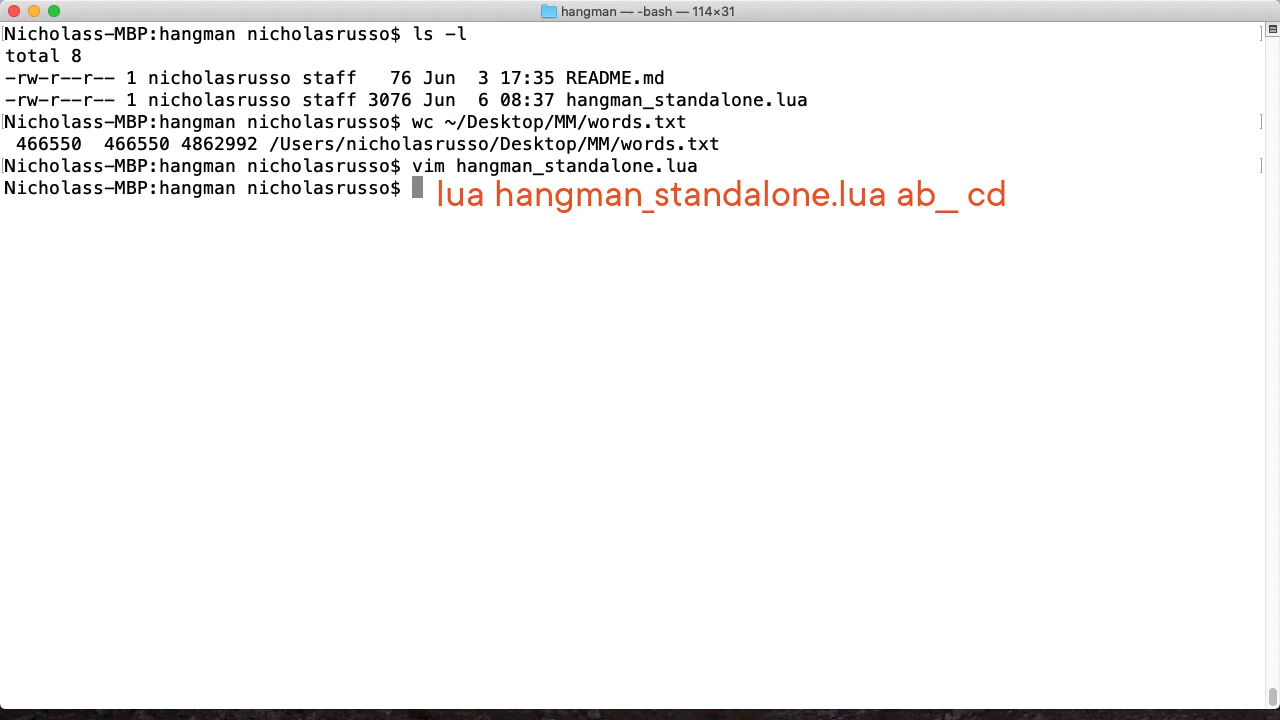 hangman — -bash — 114×31
Nicholass-MBP:hangman nicholasrusso$ ls -l
total 8
-rw-r--r-- 1 nicholasrusso staff   76 Jun  3 17:35 README.md
-rw-r--r-- 1 nicholasrusso staff 3076 Jun  6 08:37 hangman_standalone.lua
Nicholass-MBP:hangman nicholasrusso$ wc ~/Desktop/MM/words.txt
 466550  466550 4862992 /Users/nicholasrusso/Desktop/MM/words.txt
Nicholass-MBP:hangman nicholasrusso$ vim hangman_standalone.lua
Nicholass-MBP:hangman nicholasrusso$ lua hangman_standalone.lua ab__ cd